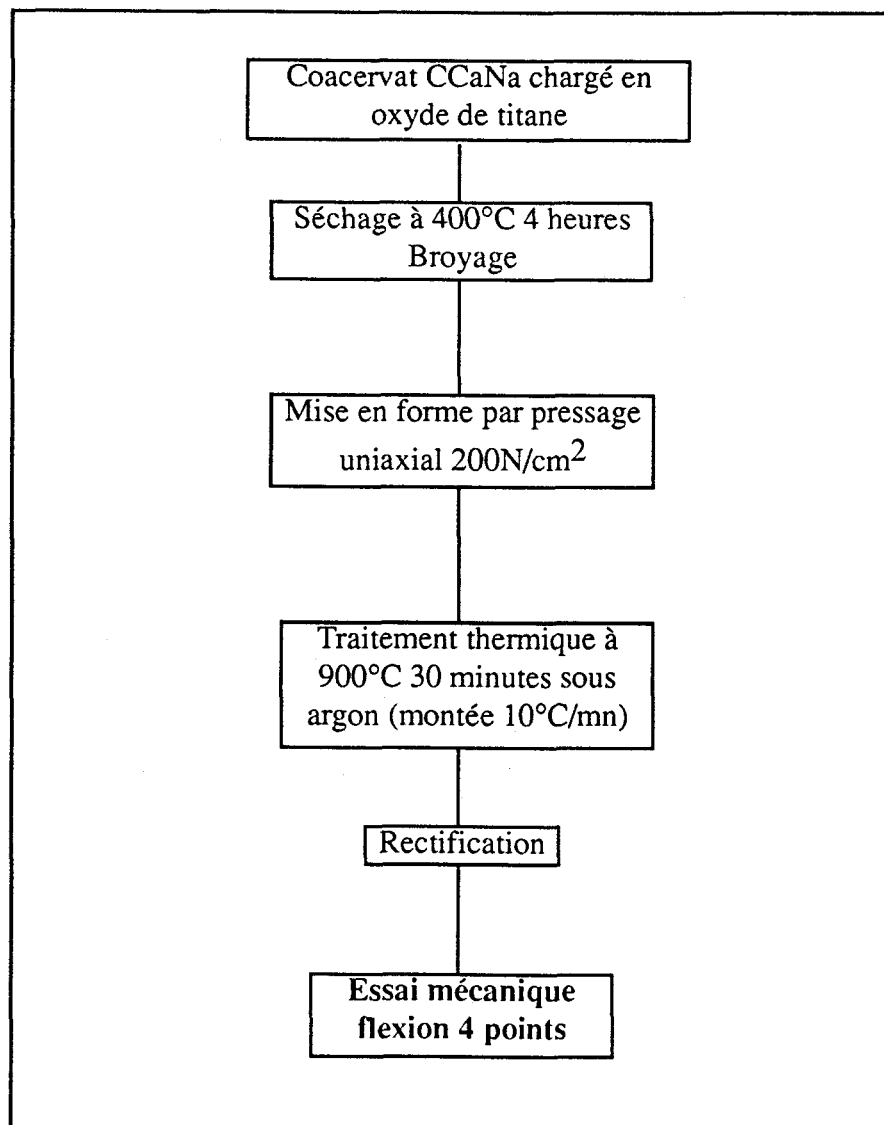 Coacervat CCaNa chargé en
oxyde de titane
Séchage à 400°C 4 heures
Broyage
Mise en forme par pressage
uniaxial 200N/cm2
Traitement thermique à
900°C 30 minutes sous
argon (montée 10°C/mn)
Rectification
Essai mécanique
flexion 4 points